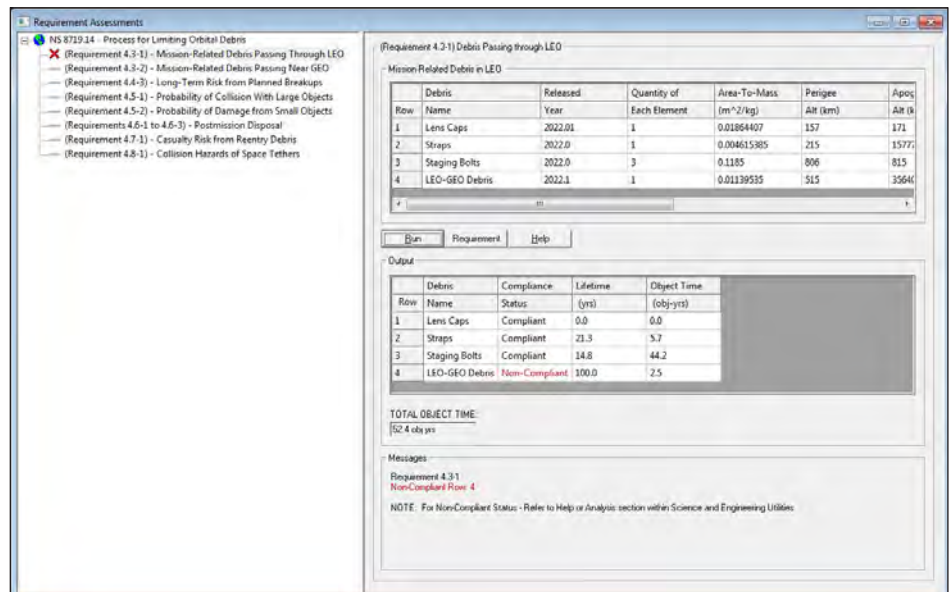 Requirement Assessments
NS 8719.14 - Process for Limiting Orbital Debris
(Requirement 4.3-1) - Mission-Related Debris Passing Through LEO
(Requirement 4.3-2) - Mission-Related Debris Passing Near GEO
(Requirement 4.4-3) - Long-Term Risk from Planned Breakups
(Requirement 4.5-1) - Probability of Collision With Large Objects
(Requirement 4.5-2) - Probability of Damage from Small Objects
(Requirements 4.6-1 to 4.6-3) - Postmission Disposal
(Requirement 4.7-1) - Casualty Risk from Reentry Debris
(Requirement 4.8-1) - Collision Hazards of Space Tethers
(Requirement 4.3-1) Debris Passing through LEO
Mission-Related Debris in LEO
Debris Released Quantity of Area-To-Mass Perigee Apog
Row Name Year Each Element (m^2/kg) Alt (km) Alt (k
1 Lens Caps 2022.01 1 0.01864407 157 171
2 Straps 2022.0 1 0.004615385 215 15777
3 Staging Bolts 2022.0 3 0.1185 806 815
4 LEO-GEO Debris 2022.1 1 0.01139535 515 3564
Run Requirement Help
Output
Debris Compliance Lifetime Object Time
Row Name Status (yrs) (obj-yrs)
1 Lens Caps Compliant 0.0 0.0
2 Straps Compliant 21.3 5.7
3 Staging Bolts Compliant 14.8 44.2
4 LEO-GEO Debris Non-Compliant 100.0 2.5
TOTAL OBJECT TIME:
52.4 obj yrs
Messages
Requirement 4.3-1
Non-Compliant Row: 4
NOTE: For Non-Compliant Status - Refer to Help or Analysis section within Science and Engineering Utilities